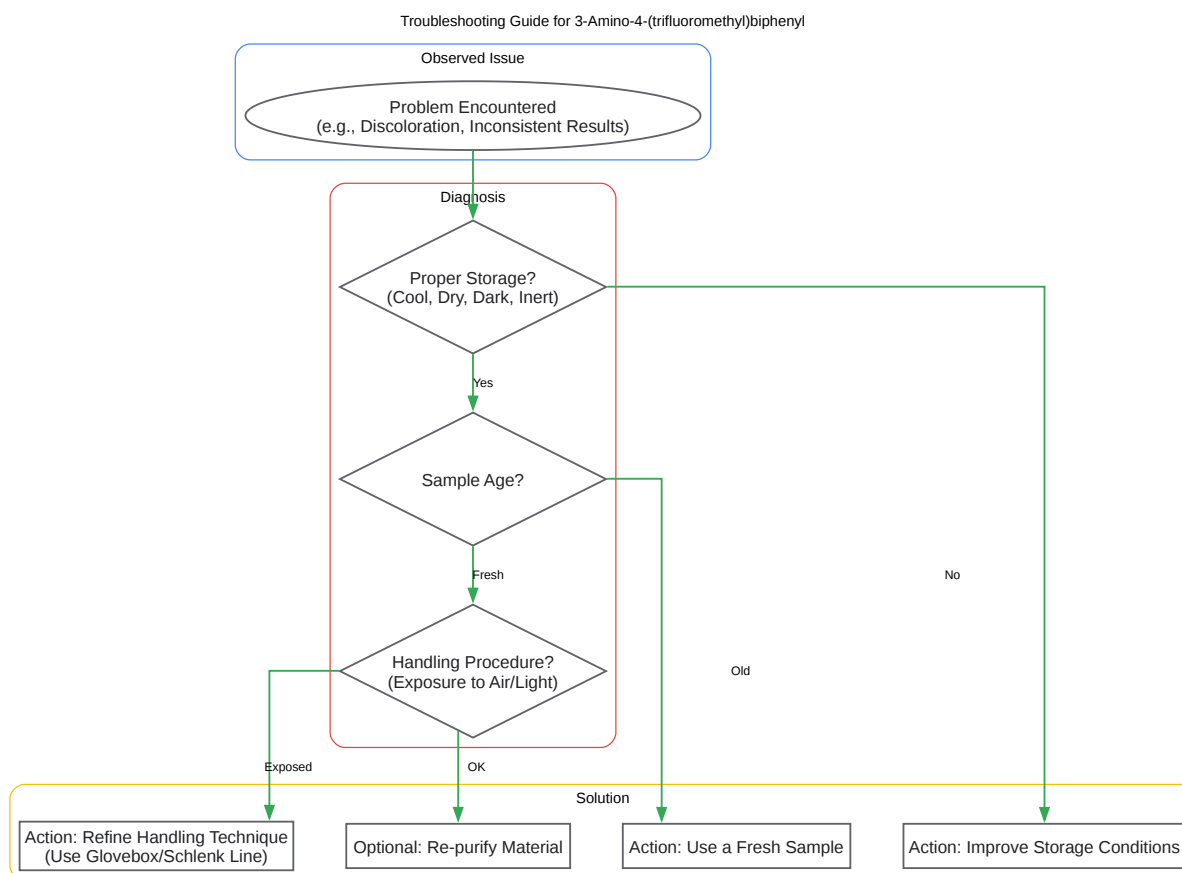 Troubleshooting Guide for 3-Amino-4-(trifluoromethyl)biphenyl
Observed Issue
Problem Encountered
(e.g., Discoloration, Inconsistent Results)
Diagnosis
Proper Storage?
(Cool, Dry, Dark, Inert)
Yes
Sample Age?
Fresh
No
Handling Procedure?
(Exposure to Air/Light)
Old
Exposed
OK
Solution
Action: Refine Handling Technique
(Use Glovebox/Schlenk Line)
Optional: Re-purify Material
Action: Use a Fresh Sample
Action: Improve Storage Conditions